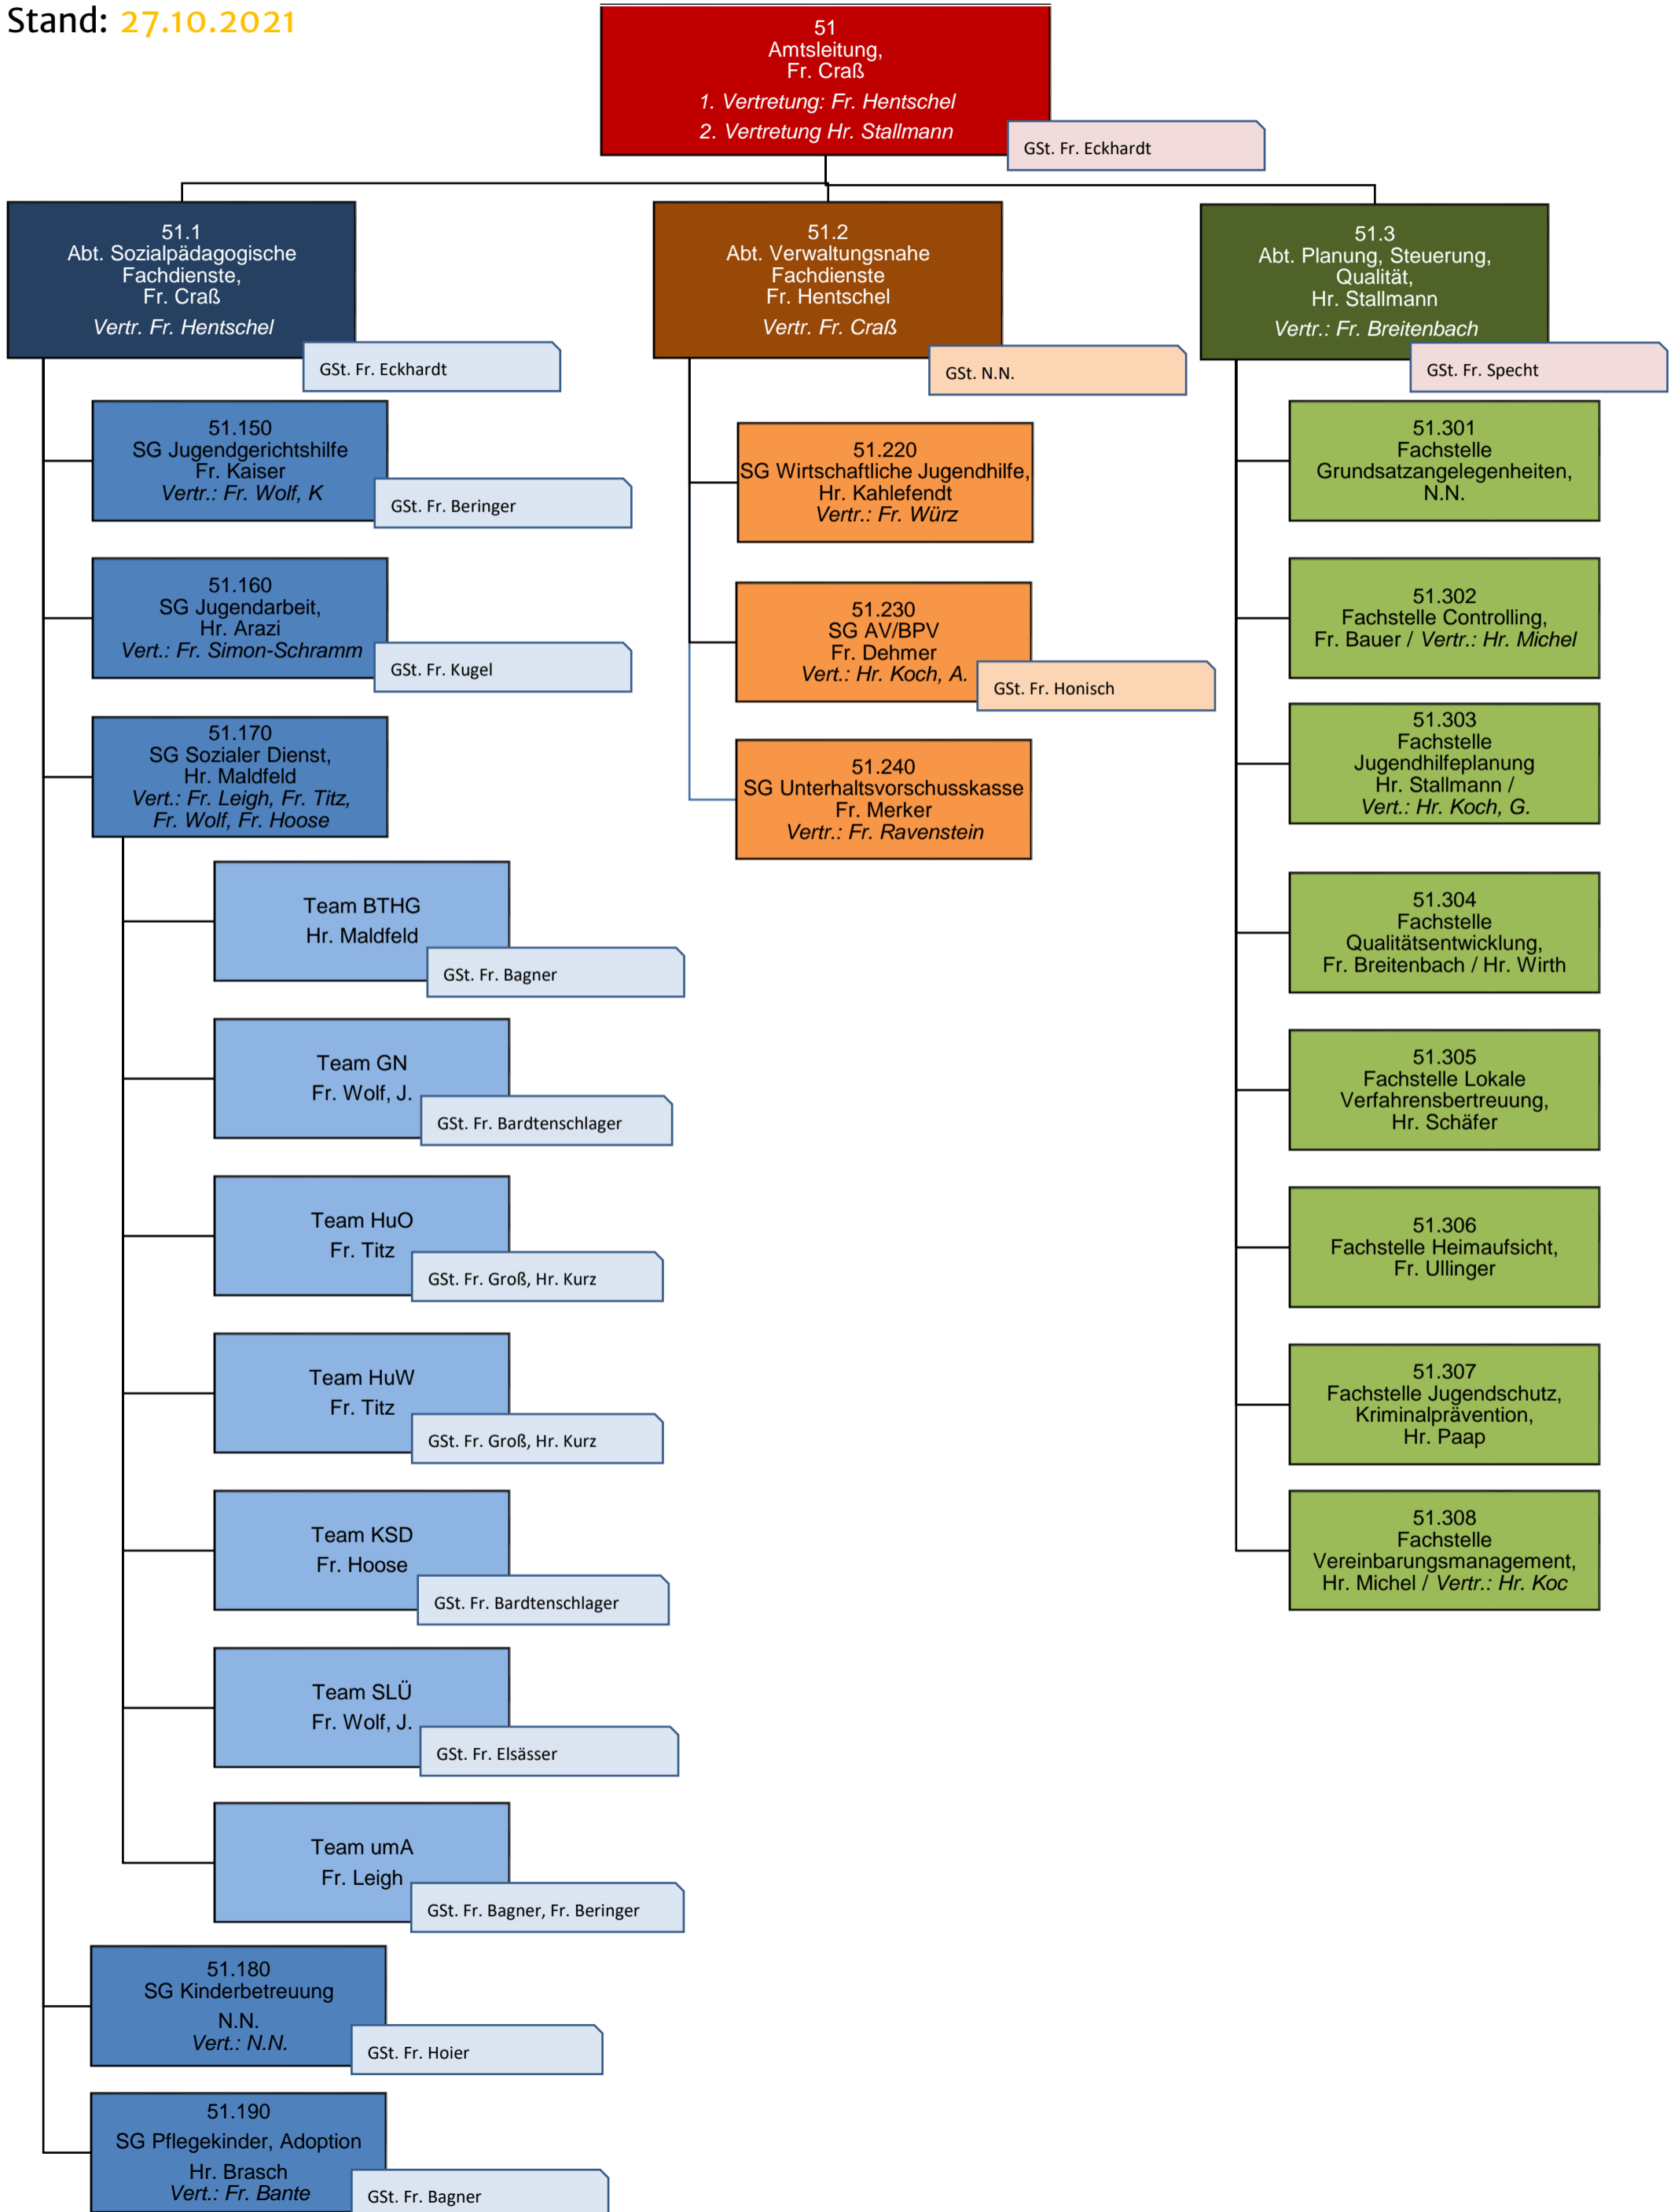 Stand: 27.10.2021
51
Amtsleitung,
Fr. Craß
1. Vertretung: Fr. Hentschel
2. Vertretung Hr. Stallmann
GSt. Fr. Eckhardt
51.1
Abt. Sozialpädagogische
Fachdienste,
Fr. Craß
Vertr. Fr. Hentschel
GSt. Fr. Eckhardt
51.150
SG Jugendgerichtshilfe
Fr. Kaiser
Vertr.: Fr. Wolf, K
GSt. Fr. Beringer
51.160
SG Jugendarbeit,
Hr. Arazi
Vert.: Fr. Simon-Schramm
GSt. Fr. Kugel
51.170
SG Sozialer Dienst,
Hr. Maldfeld
Vert.: Fr. Leigh, Fr. Titz,
Fr. Wolf, Fr. Hoose
Team BTHG
Hr. Maldfeld
GSt. Fr. Bagner
Team GN
Fr. Wolf, J.
GSt. Fr. Bardtenschlager
Team HuO
Fr. Titz
GSt. Fr. Groß, Hr. Kurz
Team HuW
Fr. Titz
GSt. Fr. Groß, Hr. Kurz
Team KSD
Fr. Hoose
GSt. Fr. Bardtenschlager
Team SLÜ
Fr. Wolf, J.
GSt. Fr. Elsässer
Team umA
Fr. Leigh
GSt. Fr. Bagner, Fr. Beringer
51.180
SG Kinderbetreuung
N.N.
Vert.: N.N.
GSt. Fr. Hoier
51.190
SG Pflegekinder, Adoption
Hr. Brasch
Vert.: Fr. Bante
GSt. Fr. Bagner
51.2
Abt. Verwaltungsnahe
Fachdienste
Fr. Hentschel
Vertr. Fr. Craß
GSt. N.N.
51.220
SG Wirtschaftliche Jugendhilfe,
Hr. Kahlefendt
Vertr.: Fr. Würz
51.230
SG AV/BPV
Fr. Dehmer
Vert.: Hr. Koch, A.
GSt. Fr. Honisch
51.240
SG Unterhaltsvorschusskasse
Fr. Merker
Vertr.: Fr. Ravenstein
51.3
Abt. Planung, Steuerung,
Qualität,
Hr. Stallmann
Vertr.: Fr. Breitenbach
GSt. Fr. Specht
51.301
Fachstelle
Grundsatzangelegenheiten,
N.N.
51.302
Fachstelle Controlling,
Fr. Bauer / Vertr.: Hr. Michel
51.303
Fachstelle
Jugendhilfeplanung
Hr. Stallmann /
Vert.: Hr. Koch, G.
51.304
Fachstelle
Qualitätsentwicklung,
Fr. Breitenbach / Hr. Wirth
51.305
Fachstelle Lokale
Verfahrensbertreuung,
Hr. Schäfer
51.306
Fachstelle Heimaufsicht,
Fr. Ullinger
51.307
Fachstelle Jugendschutz,
Kriminalprävention,
Hr. Paap
51.308
Fachstelle
Vereinbarungsmanagement,
Hr. Michel / Vertr.: Hr. Koc